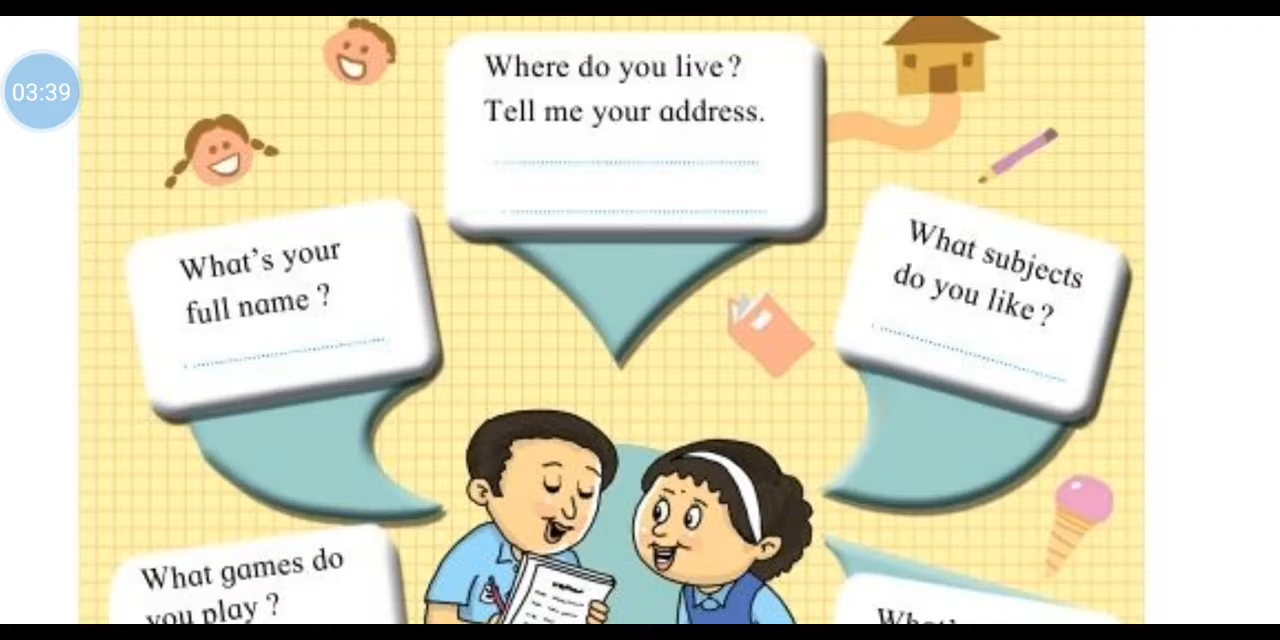 03:39
Where do you live?
Tell me your address.
What's your
full name ?
What subjects
do you like ?
What games do
you play ?